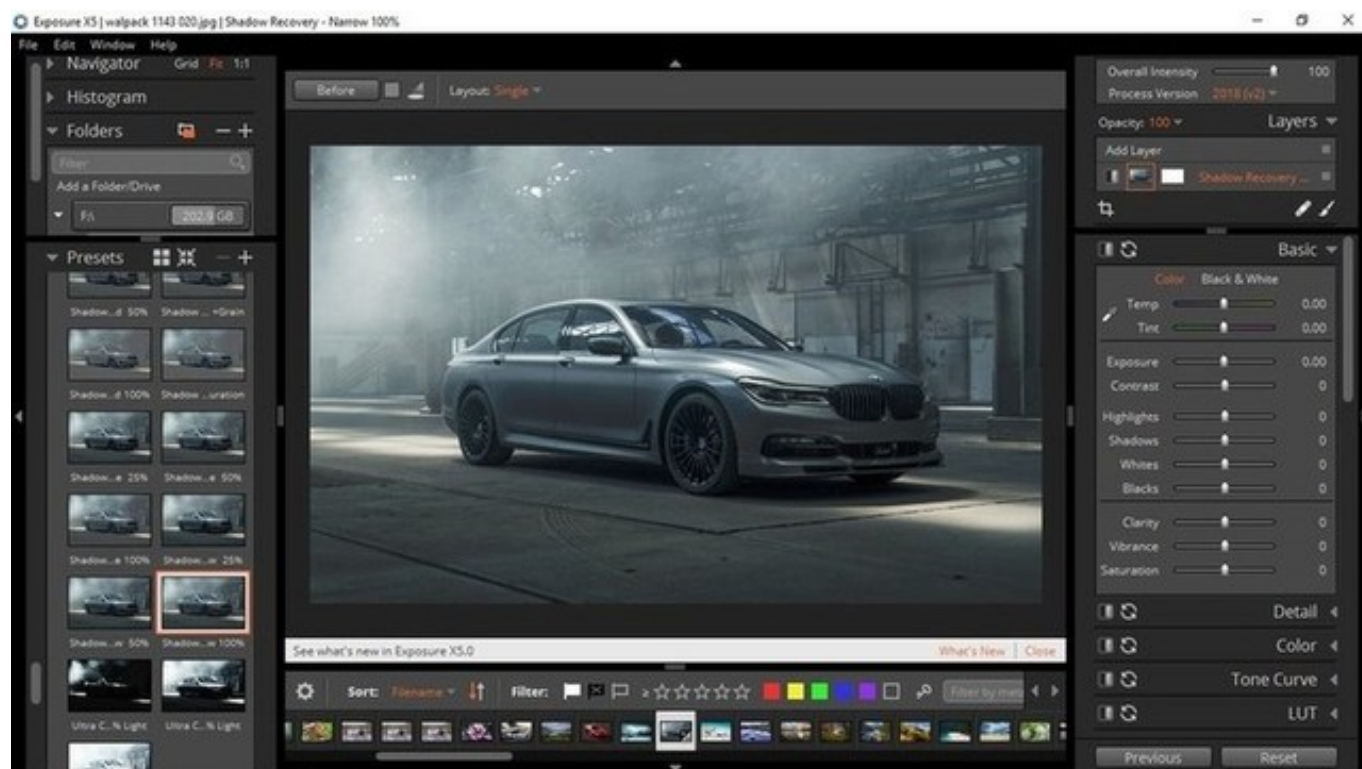 Exposure X5 | walpack 1143 020.jpg | Shadow Recovery - Narrow 100%
File Edit Window Help
Navigator Grid Fit 1:1
Histogram
Folders
Filter
Add a Folder/Drive
F:\ 202.9 GB
Presets
Shadow...d 50% Shadow ... +Grain
Shadow...d 100% Shadow ...uration
Shadow...e 25% Shadow...e 50%
Shadow...e 100% Shadow...w 25%
Shadow...w 50% Shadow...w 100%
Ultra C...% Light Ultra C...% Light
Before Layout: Single
See what's new in Exposure X5.0 What's New | Close
Sort: Filename Filter: Filter by met
Overall Intensity 100
Process Version 2018 (v2)
Opacity: 100 Layers
Add Layer
Shadow Recovery ...
Basic
Color Black & White
Temp 0.00
Tint 0.00
Exposure 0.00
Contrast 0
Highlights 0
Shadows 0
Whites 0
Blacks 0
Clarity 0
Vibrance 0
Saturation 0
Detail
Color
Tone Curve
LUT
Previous Reset